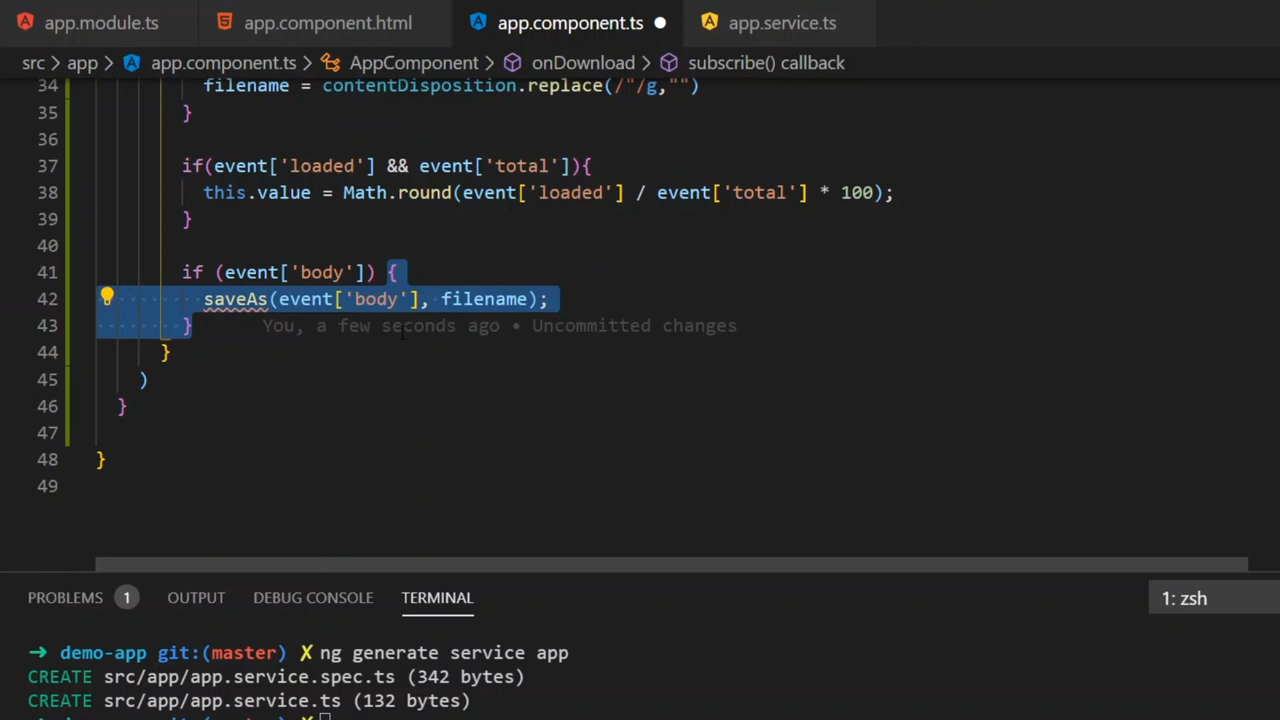 app.module.ts app.component.html app.component.ts app.service.ts
src > app > app.component.ts > AppComponent > onDownload > subscribe() callback
34 filename = contentDisposition.replace(/"/g,"")
35 }
36
37 if(event['loaded'] && event['total']){
38 this.value = Math.round(event['loaded'] / event['total'] * 100);
39 }
40
41 if (event['body']) {
42 saveAs(event['body'], filename);
43 } You, a few seconds ago • Uncommitted changes
44 }
45 )
46 }
47
48 }
49
PROBLEMS 1 OUTPUT DEBUG CONSOLE TERMINAL 1: zsh
→ demo-app git:(master) ✗ ng generate service app
CREATE src/app/app.service.spec.ts (342 bytes)
CREATE src/app/app.service.ts (132 bytes)